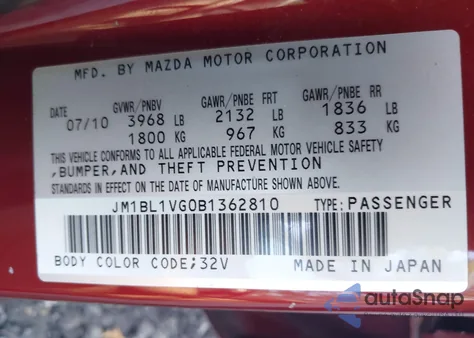 MFD. BY MAZDA MOTOR CORPORATION
DATE GVWR/PNBV GAWR/PNBE FRT GAWR/PNBE RR
07/10 3968 LB 2132 LB 1836 LB
1800 KG 967 KG 833 KG
THIS VEHICLE CONFORMS TO ALL APPLICABLE FEDERAL MOTOR VEHICLE SAFETY
,BUMPER,AND THEFT PREVENTION
STANDARDS IN EFFECT ON THE DATE OF MANUFACTURE SHOWN ABOVE.
JM1BL1VG0B1362810 TYPE:PASSENGER
BODY COLOR CODE;32V MADE IN JAPAN
autoSnap